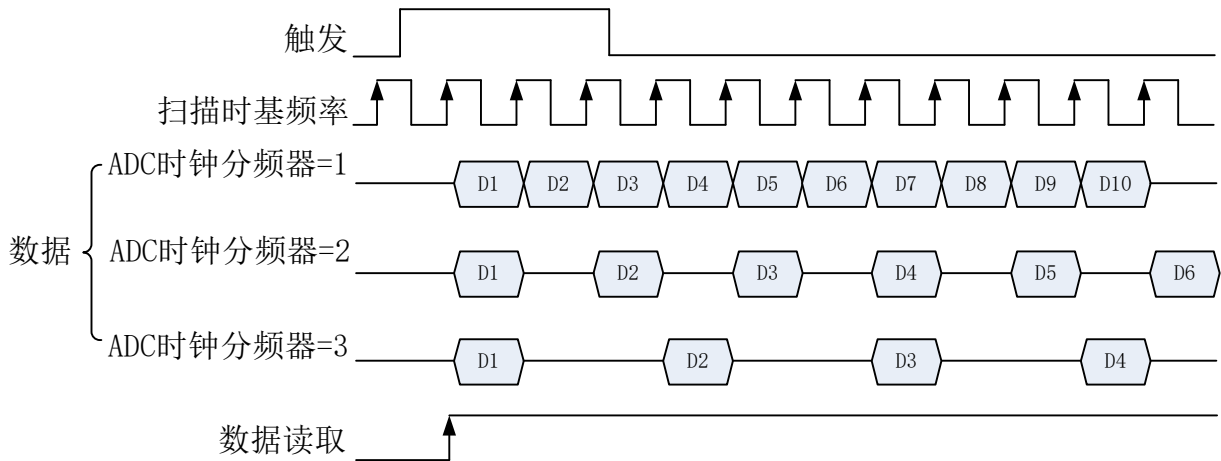 触发
扫描时基频率
数据
ADC时钟分频器=1
D1 D2 D3 D4 D5 D6 D7 D8 D9 D10
ADC时钟分频器=2
D1 D2 D3 D4 D5 D6
ADC时钟分频器=3
D1 D2 D3 D4
数据读取